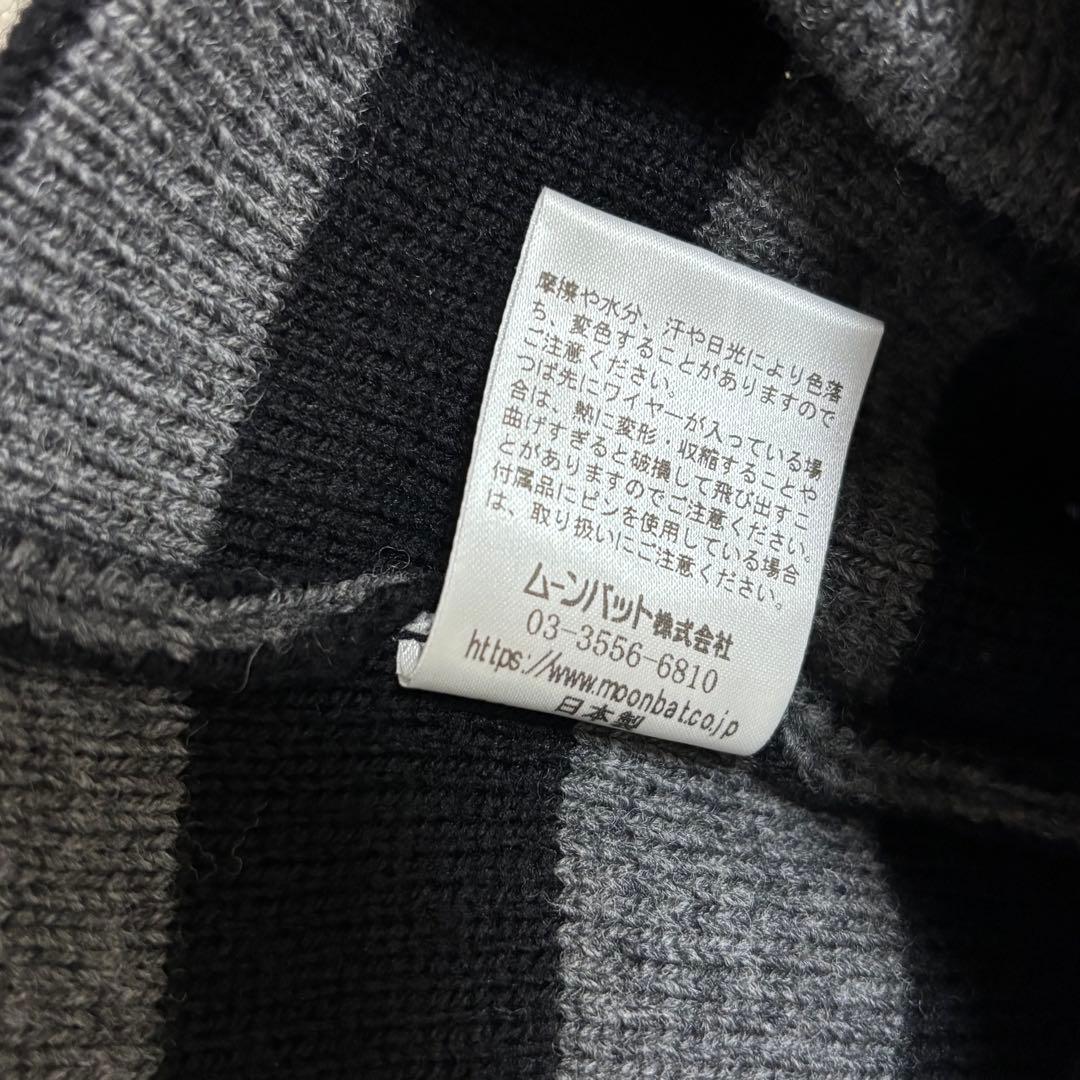 摩擦や水分、汗や日光により色落
ち、変色することがありますので
ご注意ください。
つば先にワイヤーが入っている場
合は、熱に変形・収縮することや
曲げすぎると破損して飛び出すこ
とがありますのでご注意ください。
付属品にピンを使用している場合
は、取り扱いにご注意ください。
ムーンバット株式会社
03-3556-6810
https://www.moonbat.co.jp
日本製